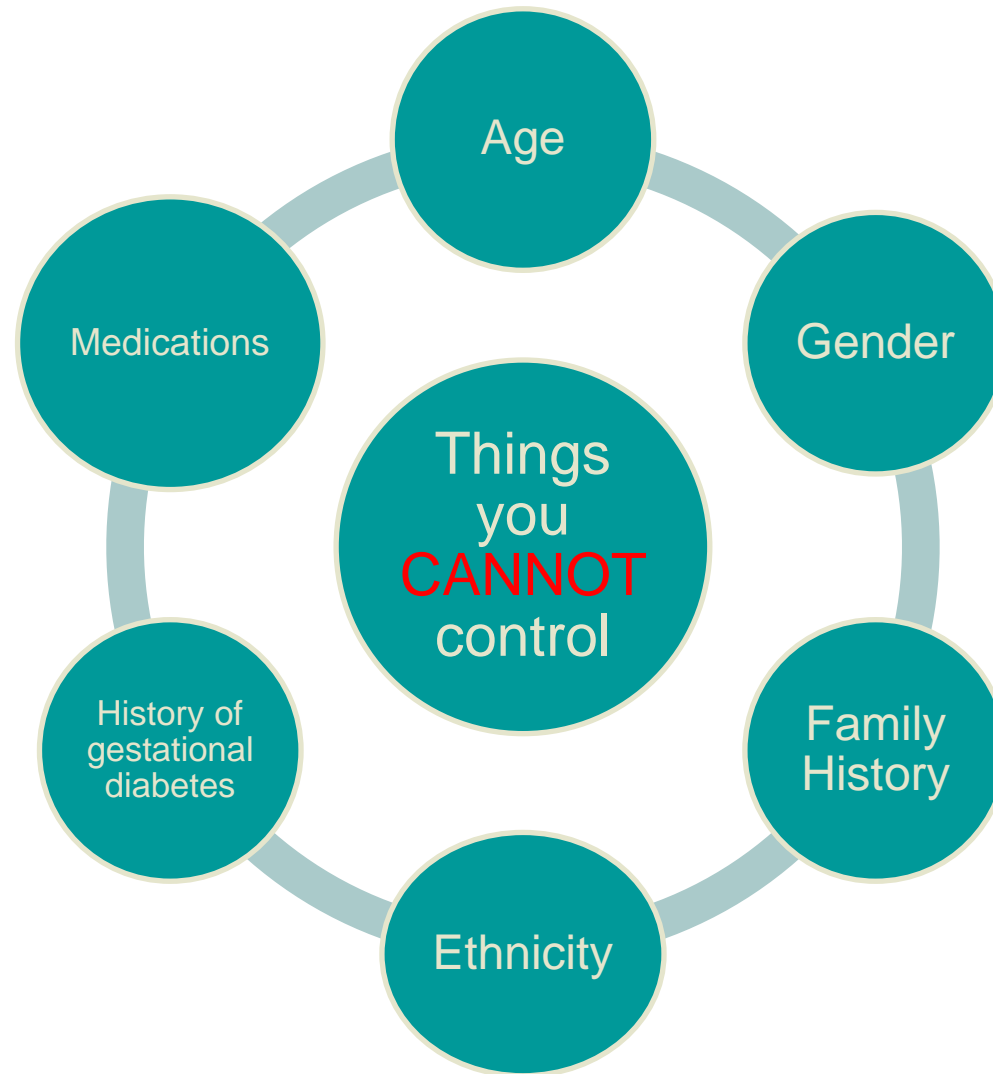 Age
Gender
Medications
Things
you
CANNOT
control
Family
History
History of
gestational
diabetes
Ethnicity